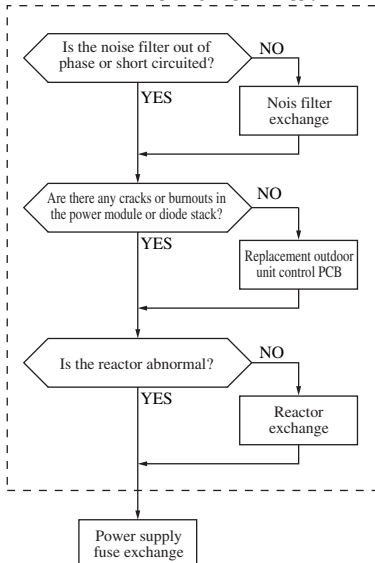 Is the noise filter out of
phase or short circuited?
NO
YES
Nois filter
exchange
Are there any cracks or burnouts in
the power module or diode stack?
NO
YES
Replacement outdoor
unit control PCB
Is the reactor abnormal?
NO
YES
Reactor
exchange
Power supply
fuse exchange